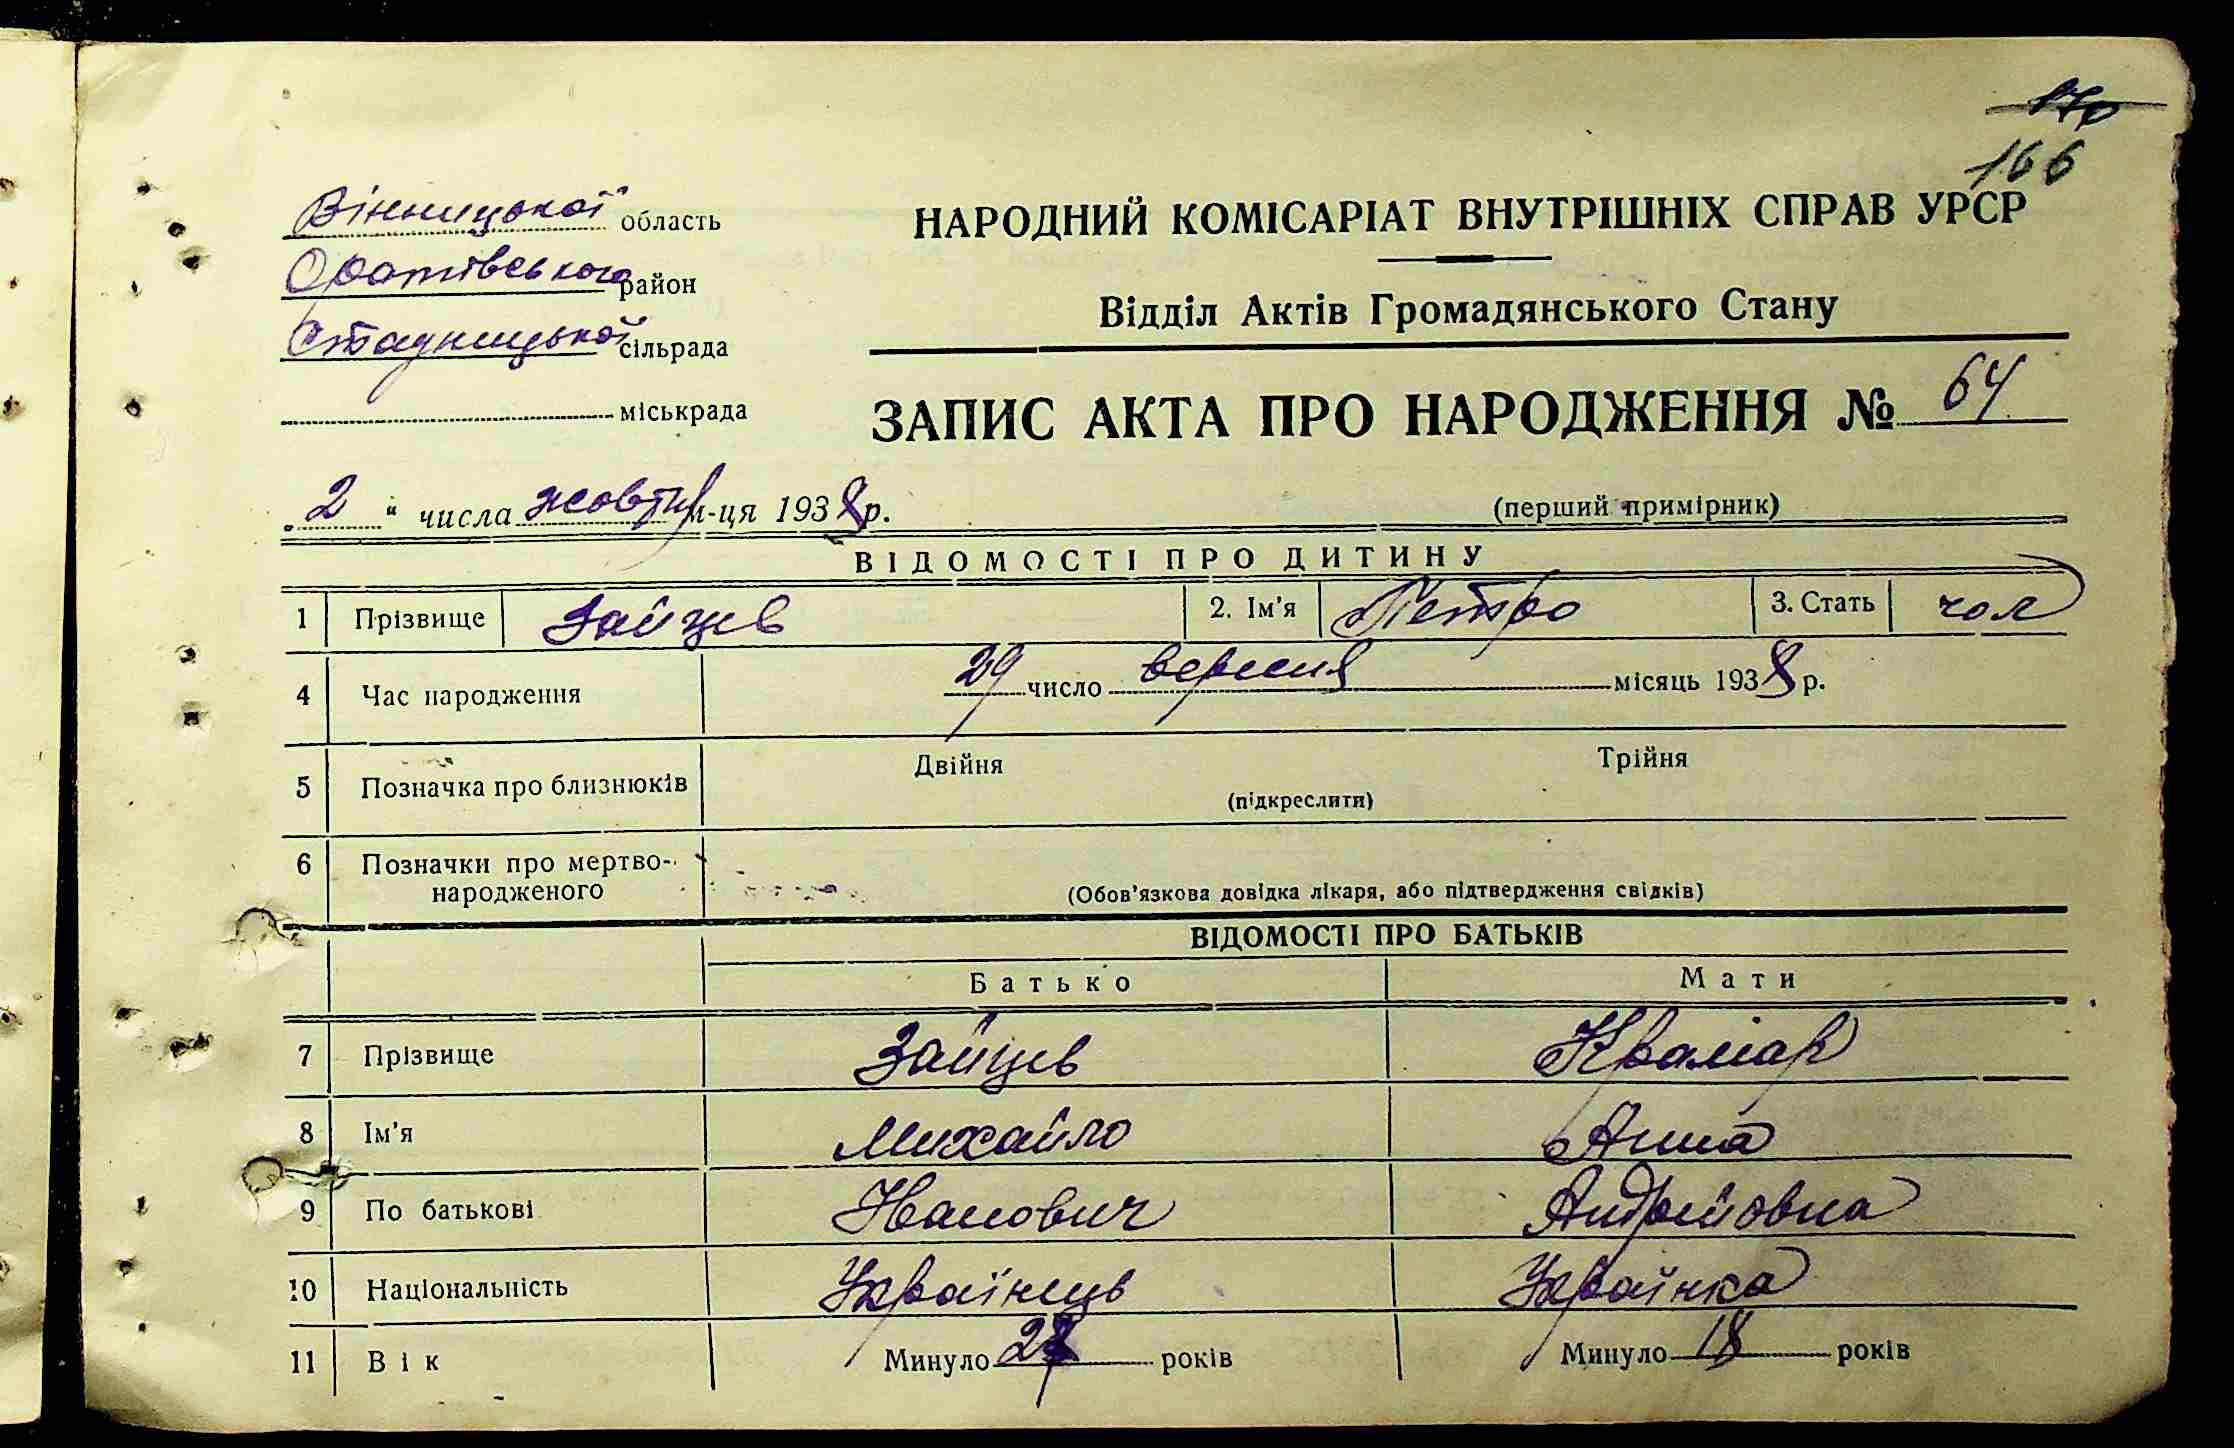 170
166
Вінницької область
Оратівського район
Стадницької сільрада
міськрада
НАРОДНИЙ КОМІСАРІАТ ВНУТРІШНІХ СПРАВ УРСР
Відділ Актів Громадянського Стану
ЗАПИС АКТА ПРО НАРОДЖЕННЯ № 64
„2“ числа жовтня м-ця 1938 р.
(перший примірник)
ВІДОМОСТІ ПРО ДИТИНУ
1 Прізвище Зайцев 2. Ім'я Петро 3. Стать чол
4 Час народження 29 число вересня місяць 1938 р.
5 Позначка про близнюків Двійня Трійня
(підкреслити)
6 Позначки про мертво-
народженого (Обов'язкова довідка лікаря, або підтвердження свідків)
ВІДОМОСТІ ПРО БАТЬКІВ
Батько Мати
7 Прізвище Зайцев Крамар
8 Ім'я Михайло Анна
9 По батькові Иванович Андрійовна
10 Національність Українець Українка
11 Вік Минуло років Минуло 18 років